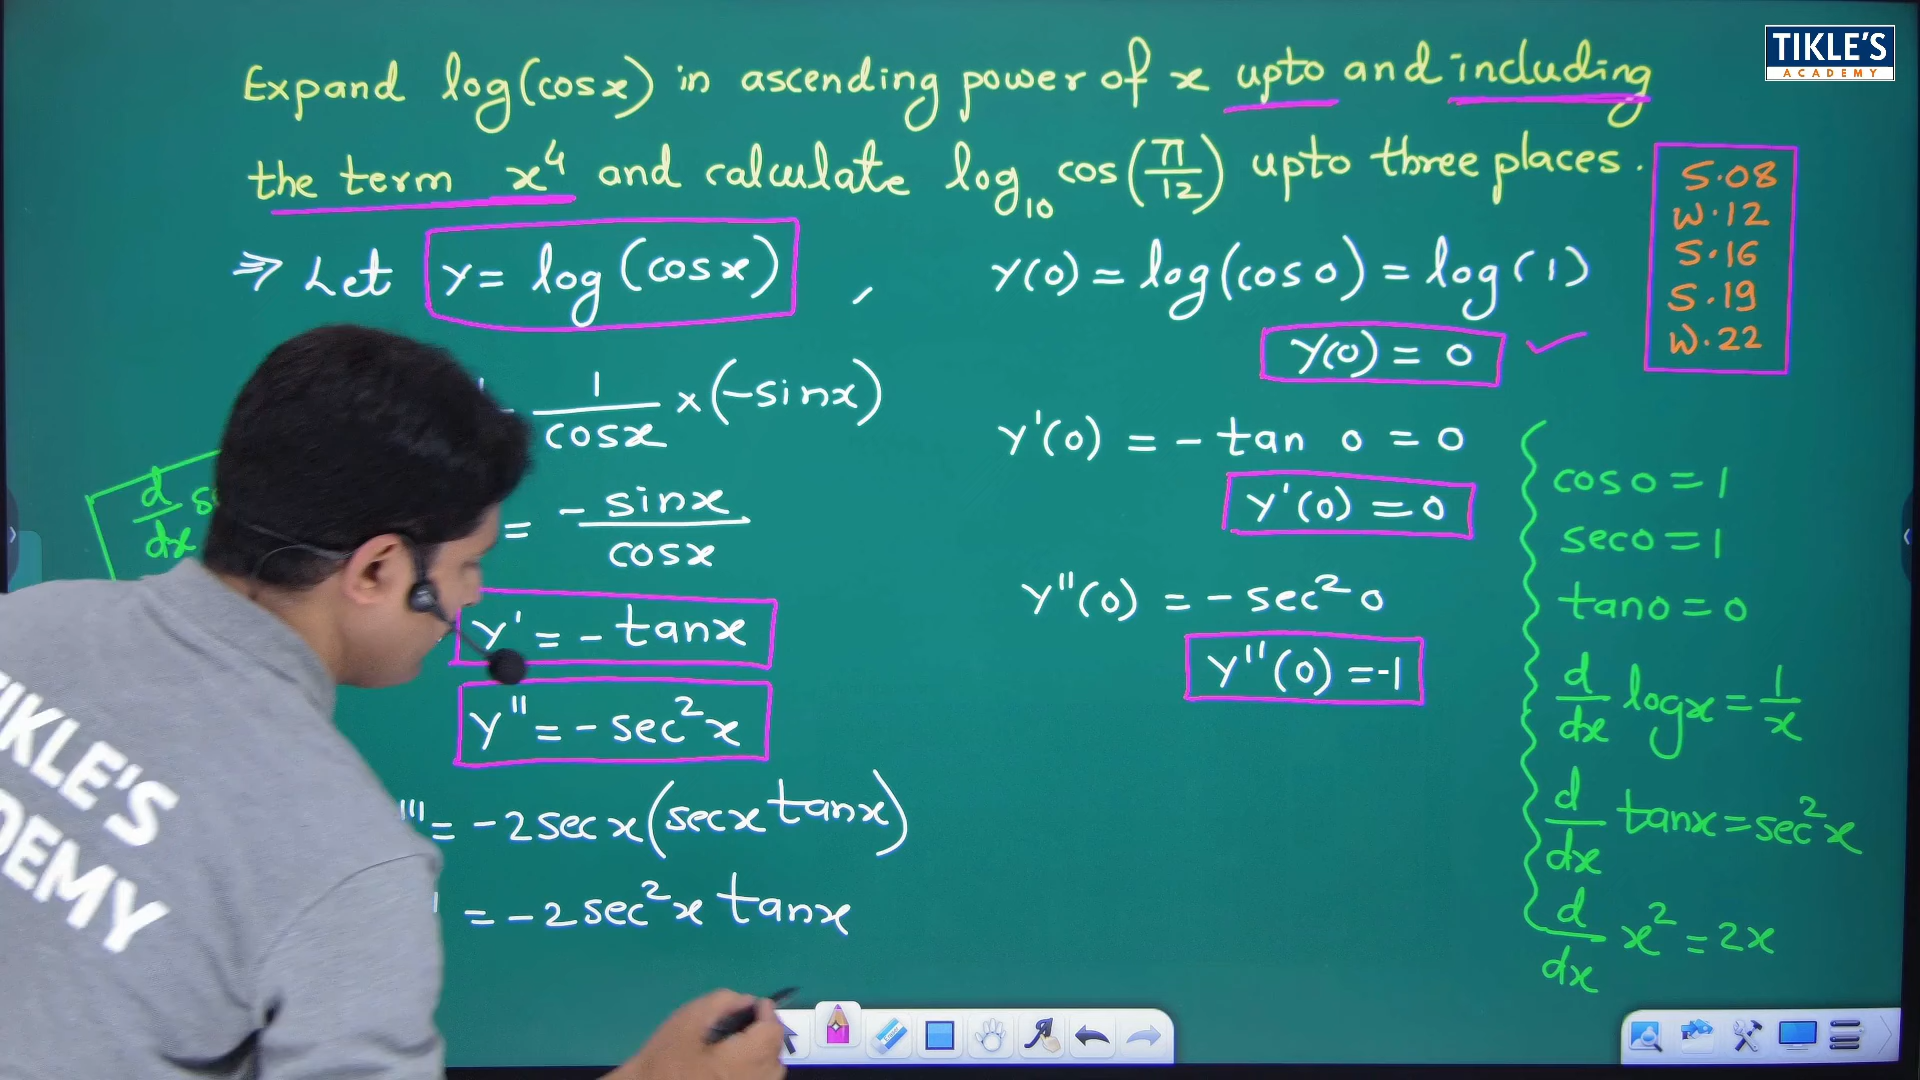 TIKLE'S
ACADEMY
Expand log(cosx) in ascending power of x upto and including
the term x⁴ and calculate log₁₀ cos(π/12) upto three places.
S.08
W.12
S.16
S.19
W.22
⇒ Let y = log (cosx) ,
y(0) = log(cos0) = log(1)
y(0) = 0 ✓
1/cosx × (-sinx)
y'(0) = - tan 0 = 0
= - sinx/cosx
y'(0) = 0
y' = - tanx
y''(0) = - sec²0
y'' = - sec²x
y''(0) = -1
''' = -2secx(secx tanx)
= -2sec²x tanx
d/dx
cos0 = 1
sec0 = 1
tan0 = 0
d/dx logx = 1/x
d/dx tanx = sec²x
d/dx x² = 2x
TIKLE'S